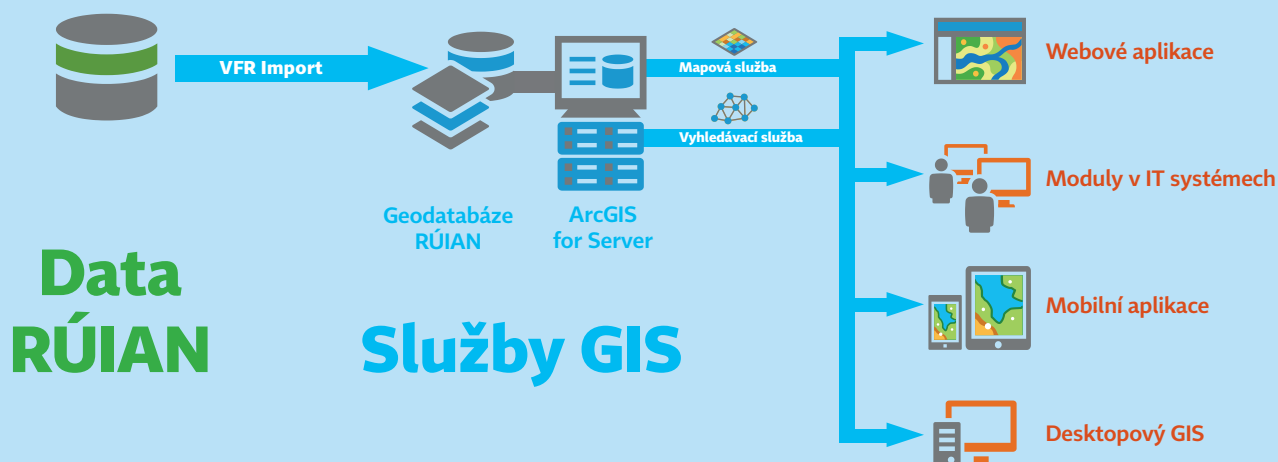 VFR Import
Mapová služba
Vyhledávací služba
Geodatabáze
RÚIAN
ArcGIS
for Server
Data
RÚIAN
Služby GIS
Webové aplikace
Moduly v IT systémech
Mobilní aplikace
Desktopový GIS